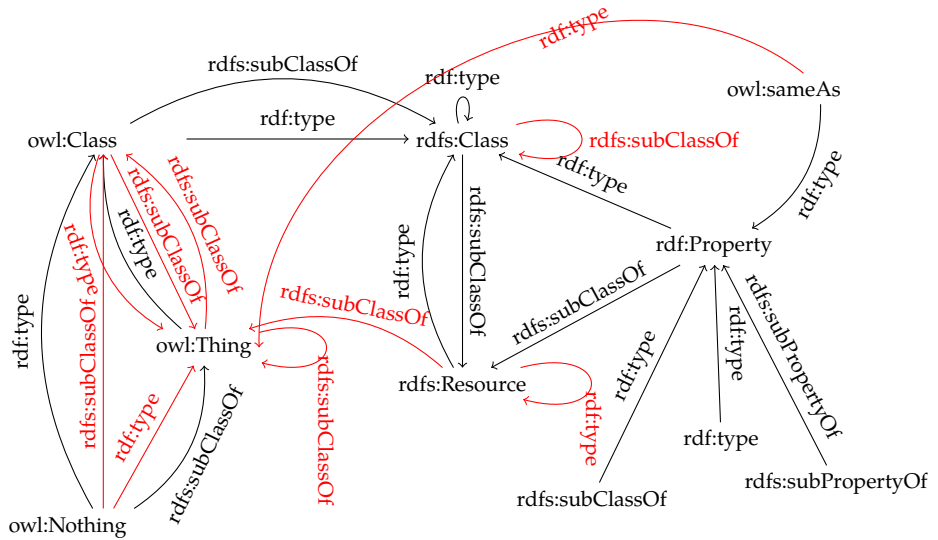 rdf:type
rdfs:subClassOf
rdf:type
owl:sameAs
rdf:type
owl:Class
rdfs:Class
rdfs:subClassOf
rdf:type
rdf:type
rdfs:subClassOf
rdfs:subClassOf
rdf:type
rdf:type
rdf:type
rdfs:subClassOf
rdf:Property
rdfs:subClassOf
rdfs:subClassOf
rdfs:subPropertyOf
rdf:type
owl:Thing
rdfs:subClassOf
rdf:type
rdf:type
rdfs:subClassOf
rdfs:Resource
rdf:type
rdfs:subClassOf
rdf:type
rdf:type
rdfs:subPropertyOf
rdfs:subClassOf
owl:Nothing